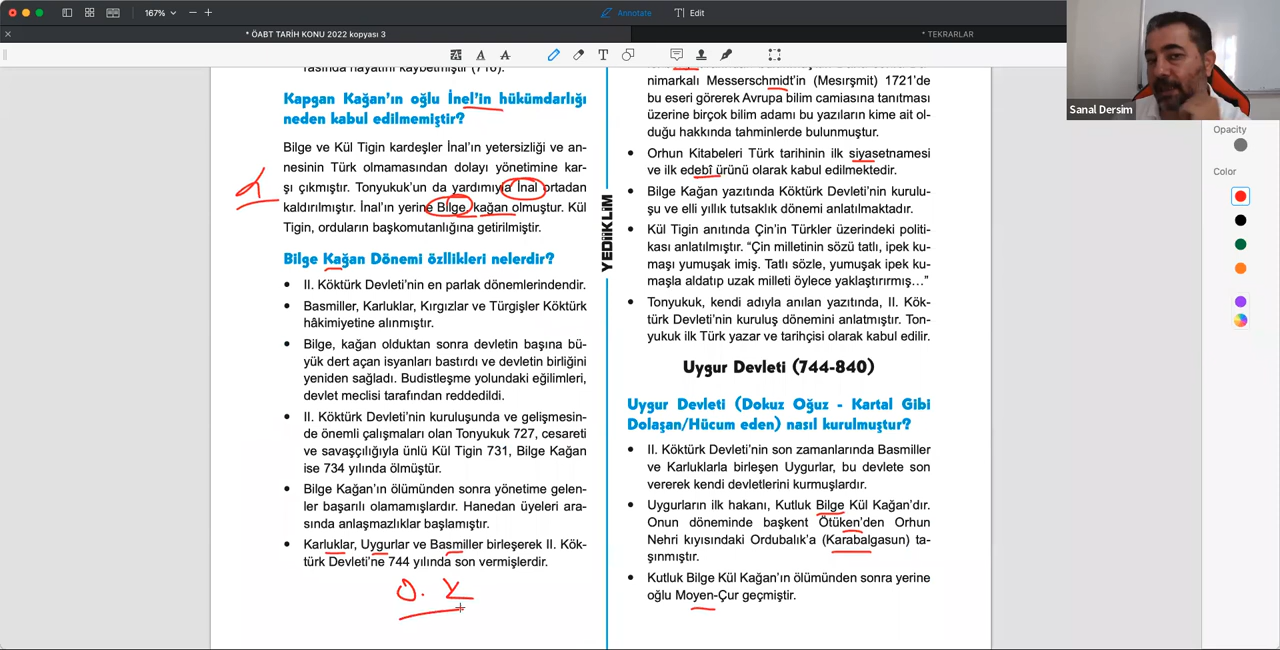 167%
Annotate
Edit
* ÖABT TARİH KONU 2022 kopyası 3
* TEKRARLAR
Sanal Dersim
Opacity
Color
rasında hayatını kaybetmiştir (716).
Kapgan Kağan'ın oğlu İnel'in hükümdarlığı
neden kabul edilmemiştir?
Bilge ve Kül Tigin kardeşler İnal'ın yetersizliği ve an-
nesinin Türk olmamasından dolayı yönetimine kar-
şı çıkmıştır. Tonyukuk'un da yardımıyla İnal ortadan
kaldırılmıştır. İnal'ın yerine Bilge, kağan olmuştur. Kül
Tigin, orduların başkomutanlığına getirilmiştir.
Bilge Kağan Dönemi özllikleri nelerdir?
• II. Köktürk Devleti'nin en parlak dönemlerindendir.
• Basmiller, Karluklar, Kırgızlar ve Türgişler Köktürk
hâkimiyetine alınmıştır.
• Bilge, kağan olduktan sonra devletin başına bü-
yük dert açan isyanları bastırdı ve devletin birliğini
yeniden sağladı. Budistleşme yolundaki eğilimleri,
devlet meclisi tarafından reddedildi.
• II. Köktürk Devleti'nin kuruluşunda ve gelişmesin-
de önemli çalışmaları olan Tonyukuk 727, cesareti
ve savaşçılığıyla ünlü Kül Tigin 731, Bilge Kağan
ise 734 yılında ölmüştür.
• Bilge Kağan'ın ölümünden sonra yönetime gelen-
ler başarılı olamamışlardır. Hanedan üyeleri ara-
sında anlaşmazlıklar başlamıştır.
• Karluklar, Uygurlar ve Basmiller birleşerek II. Kök-
türk Devleti'ne 744 yılında son vermişlerdir.
O. Y
YEDİİKLİM
nimarkalı Messerschmidt'in (Mesırşmit) 1721'de
bu eseri görerek Avrupa bilim camiasına tanıtması
üzerine birçok bilim adamı bu yazıların kime ait ol-
duğu hakkında tahminlerde bulunmuştur.
• Orhun Kitabeleri Türk tarihinin ilk siyasetnamesi
ve ilk edebî ürünü olarak kabul edilmektedir.
• Bilge Kağan yazıtında Köktürk Devleti'nin kurulu-
şu ve elli yıllık tutsaklık dönemi anlatılmaktadır.
• Kül Tigin anıtında Çin'in Türkler üzerindeki politi-
kası anlatılmıştır. "Çin milletinin sözü tatlı, ipek ku-
maşı yumuşak imiş. Tatlı sözle, yumuşak ipek ku-
maşla aldatıp uzak milleti öylece yaklaştırırmış..."
• Tonyukuk, kendi adıyla anılan yazıtında, II. Kök-
türk Devleti'nin kuruluş dönemini anlatmıştır. Ton-
yukuk ilk Türk yazar ve tarihçisi olarak kabul edilir.
Uygur Devleti (744-840)
Uygur Devleti (Dokuz Oğuz - Kartal Gibi
Dolaşan/Hücum eden) nasıl kurulmuştur?
• II. Köktürk Devleti'nin son zamanlarında Basmiller
ve Karluklarla birleşen Uygurlar, bu devlete son
vererek kendi devletlerini kurmuşlardır.
• Uygurların ilk hakanı, Kutluk Bilge Kül Kağan'dır.
Onun döneminde başkent Ötüken'den Orhun
Nehri kıyısındaki Ordubalık'a (Karabalgasun) ta-
şınmıştır.
• Kutluk Bilge Kül Kağan'ın ölümünden sonra yerine
oğlu Moyen-Çur geçmiştir.